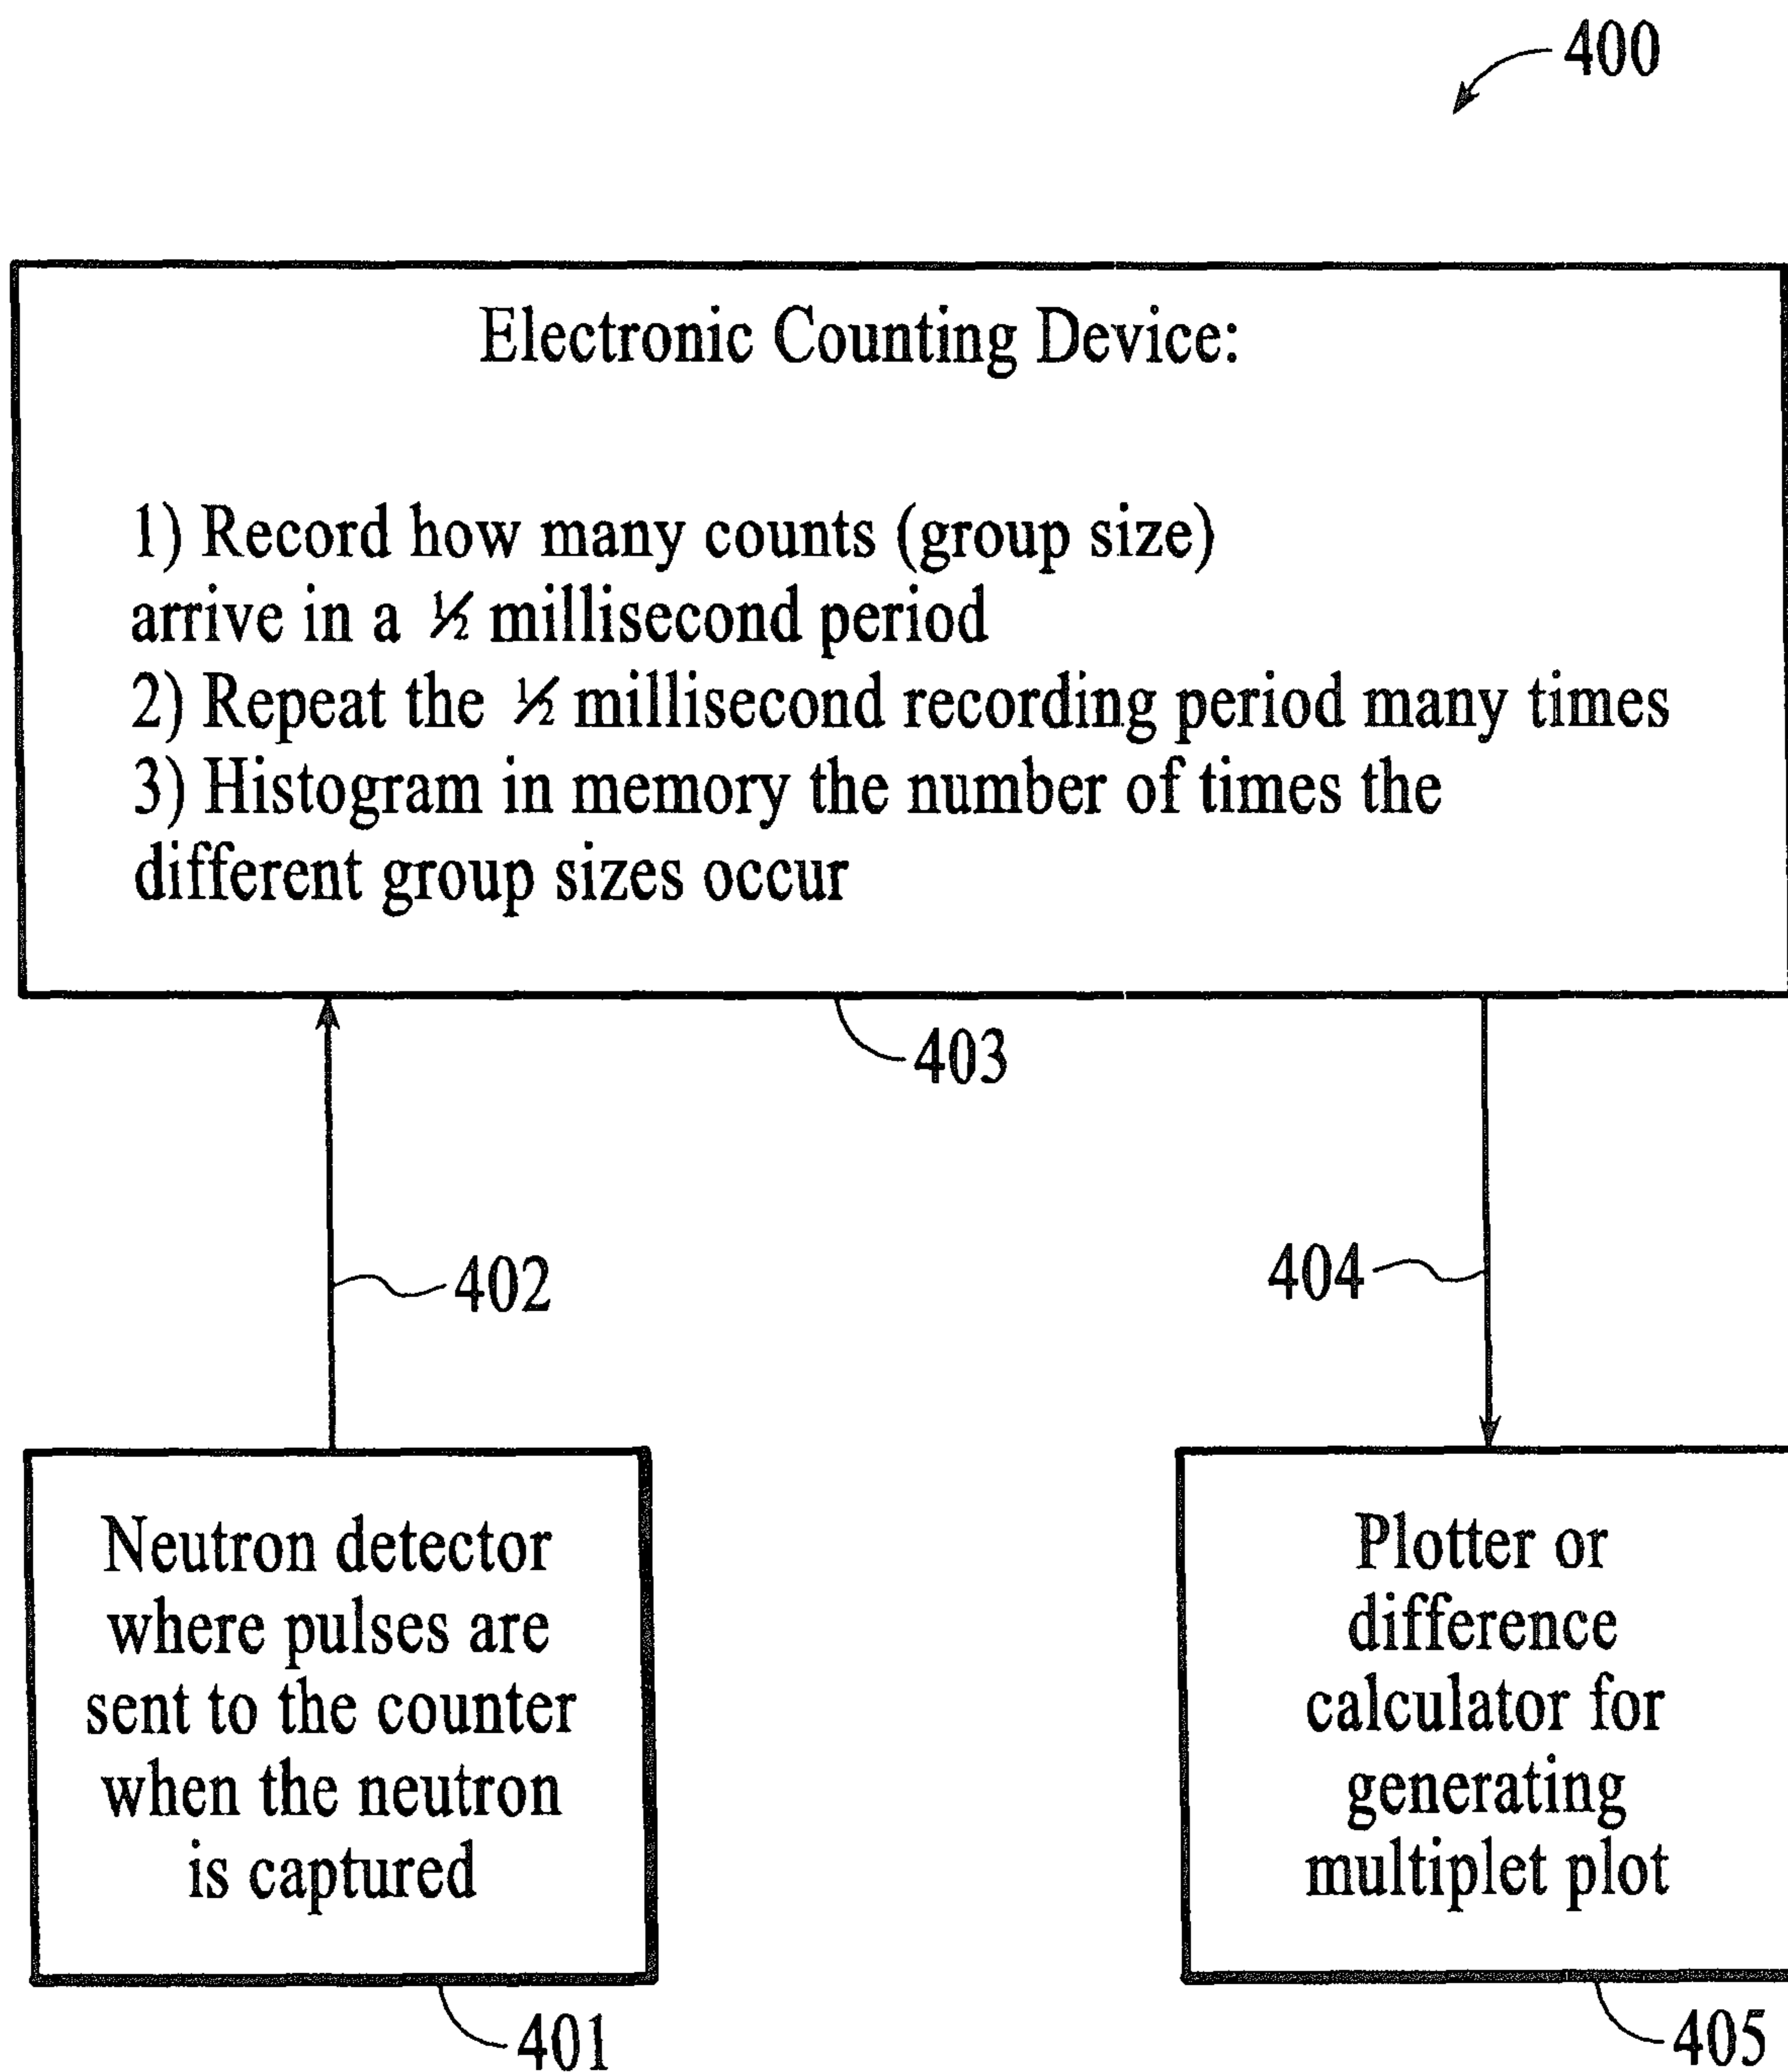 400
Electronic Counting Device:
1) Record how many counts (group size)
arrive in a ½ millisecond period
2) Repeat the ½ millisecond recording period many times
3) Histogram in memory the number of times the
different group sizes occur
403
402
404
Neutron detector
where pulses are
sent to the counter
when the neutron
is captured
401
Plotter or
difference
calculator for
generating
multiplet plot
405